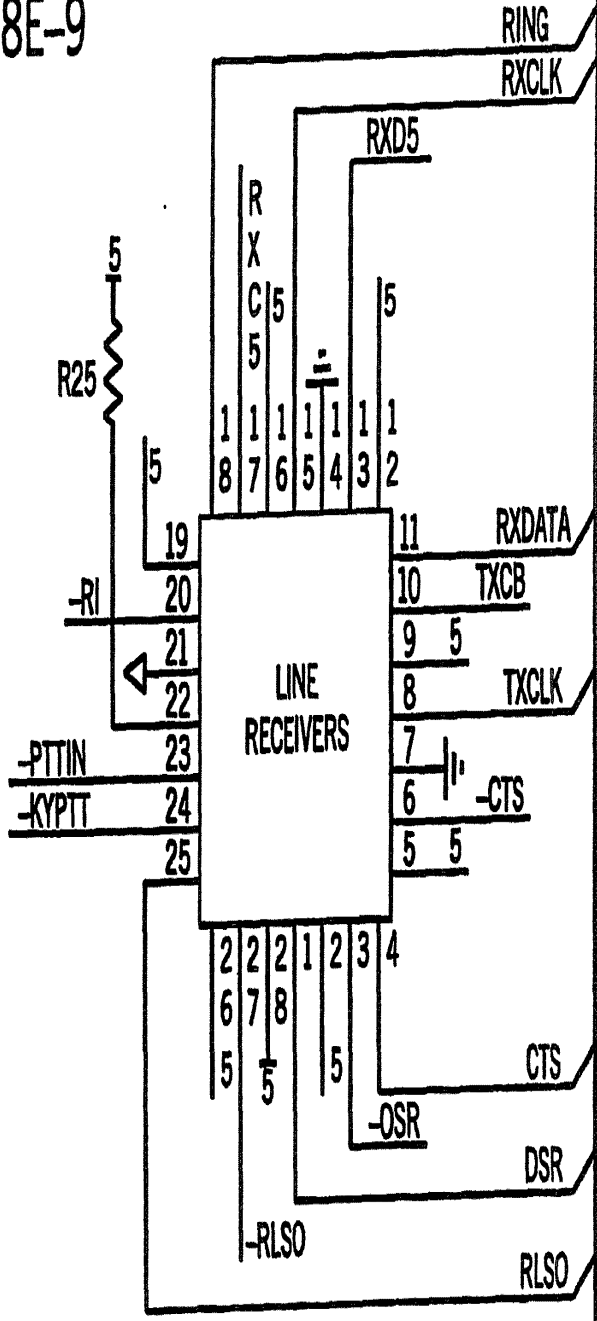 8E-9
RING
RXCLK
RXD5
R
X
C
5
5
5
5
R25
5
1 1 1 1 1 1 1
8 7 6 5 4 3 2
19
20
21
22
23
24
25
-RI
-PTTIN
-KYPTT
LINE
RECEIVERS
11 RXDATA
10 TXCB
9 5
8 TXCLK
7
6 -CTS
5 5
2 2 2 1 2 3 4
6 7 8
5 5 5
CTS
-OSR
DSR
-RLSO
RLSO